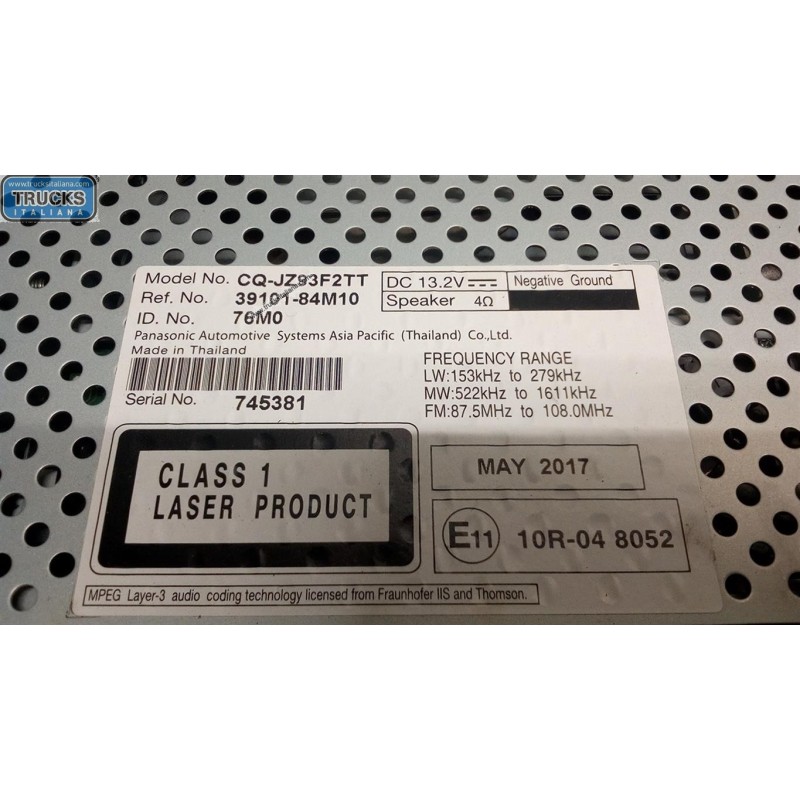 www.trucksitaliana.com
TRUCKS
ITALIANA
Model No. CQ-JZ93F2TT
DC 13.2V
Negative Ground
Ref. No. 39101-84M10
Speaker 4Ω
ID. No. 76M0
Panasonic Automotive Systems Asia Pacific (Thailand) Co.,Ltd.
Made in Thailand
Serial No. 745381
FREQUENCY RANGE
LW:153kHz to 279kHz
MW:522kHz to 1611kHz
FM:87.5MHz to 108.0MHz
CLASS 1
LASER PRODUCT
MAY 2017
E11 10R-04 8052
MPEG Layer-3 audio coding technology licensed from Fraunhofer IIS and Thomson.